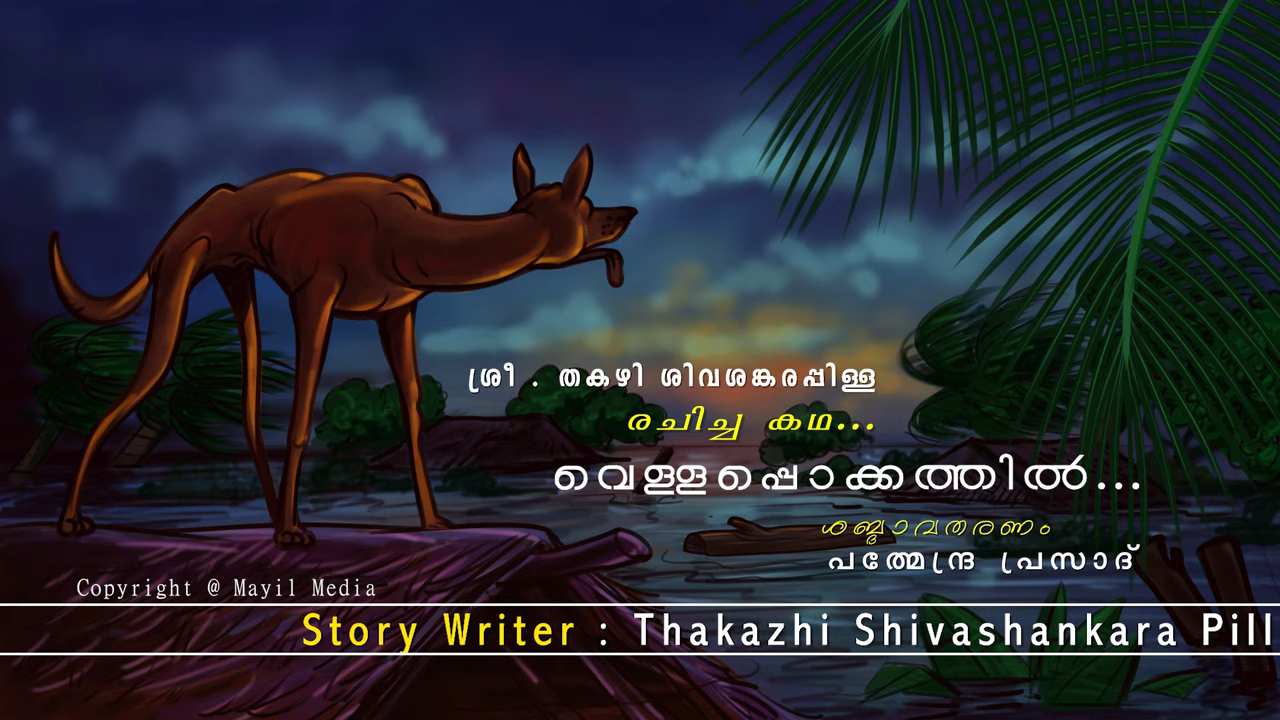 ശ്രീ . തകഴി ശിവശങ്കരപ്പിള്ള
രചിച്ച കഥ...
വെള്ളപ്പൊക്കത്തിൽ...
ശബ്ദാവതരണം
പത്മേന്ദ്ര പ്രസാദ്
Copyright @ Mayil Media
Story Writer : Thakazhi Shivashankara Pill